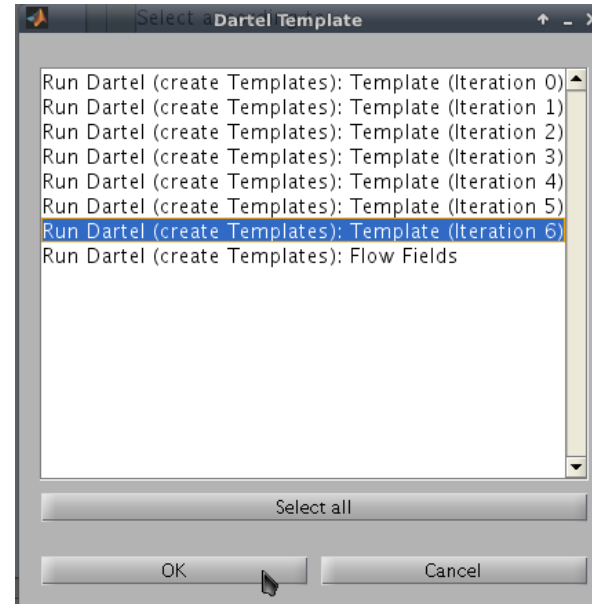 Dartel Template
Run Dartel (create Templates): Template (Iteration 0)
Run Dartel (create Templates): Template (Iteration 1)
Run Dartel (create Templates): Template (Iteration 2)
Run Dartel (create Templates): Template (Iteration 3)
Run Dartel (create Templates): Template (Iteration 4)
Run Dartel (create Templates): Template (Iteration 5)
Run Dartel (create Templates): Template (Iteration 6)
Run Dartel (create Templates): Flow Fields
Select all
OK Cancel